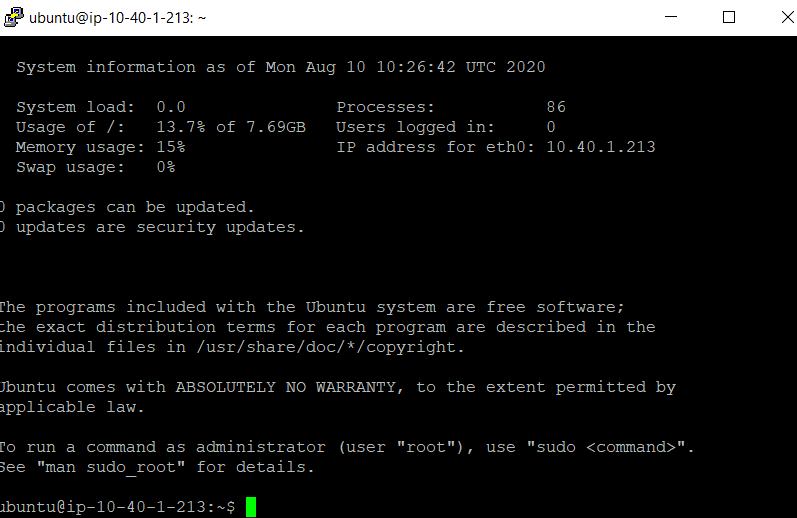 ubuntu@ip-10-40-1-213: ~
System information as of Mon Aug 10 10:26:42 UTC 2020
System load: 0.0 Processes: 86
Usage of /: 13.7% of 7.69GB Users logged in: 0
Memory usage: 15% IP address for eth0: 10.40.1.213
Swap usage: 0%
0 packages can be updated.
0 updates are security updates.
The programs included with the Ubuntu system are free software;
the exact distribution terms for each program are described in the
individual files in /usr/share/doc/*/copyright.
Ubuntu comes with ABSOLUTELY NO WARRANTY, to the extent permitted by
applicable law.
To run a command as administrator (user "root"), use "sudo <command>".
See "man sudo_root" for details.
ubuntu@ip-10-40-1-213:~$